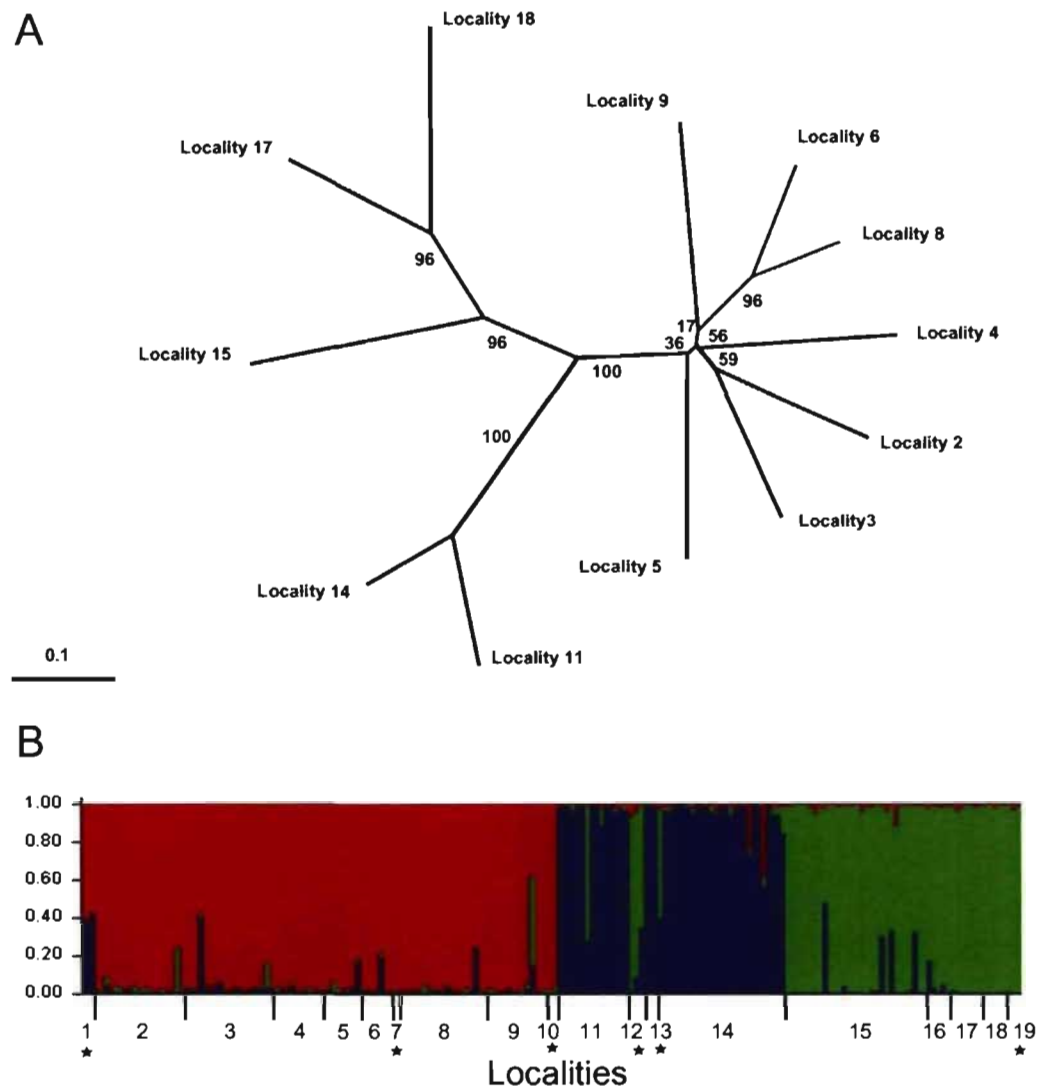 A
Locality 18
Locality 9
Locality 6
Locality 17
Locality 8
96
96
17
56
Locality 4
96
36
Locality 15
59
100
100
Locality 2
Locality3
Locality 5
Locality 14
0.1
Locality 11
B
1.00
0.80
0.60
0.40
0.20
0.00
1 2 3 4 5 6 7 8 9 10 11 12 13 14 15 16 17 18 19
Localities